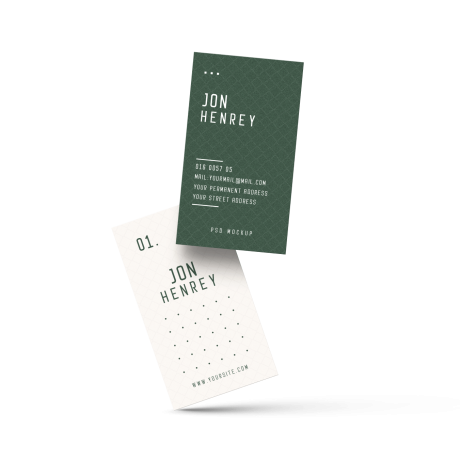 JON
HENREY
018 0057 05
MAIL:YOURMAIL@MAIL.COM
YOUR PERMANENT ADDRESS
YOUR STREET ADDRESS
PSD MOCKUP
01.
JON
HENREY
WWW.YOURSITE.COM